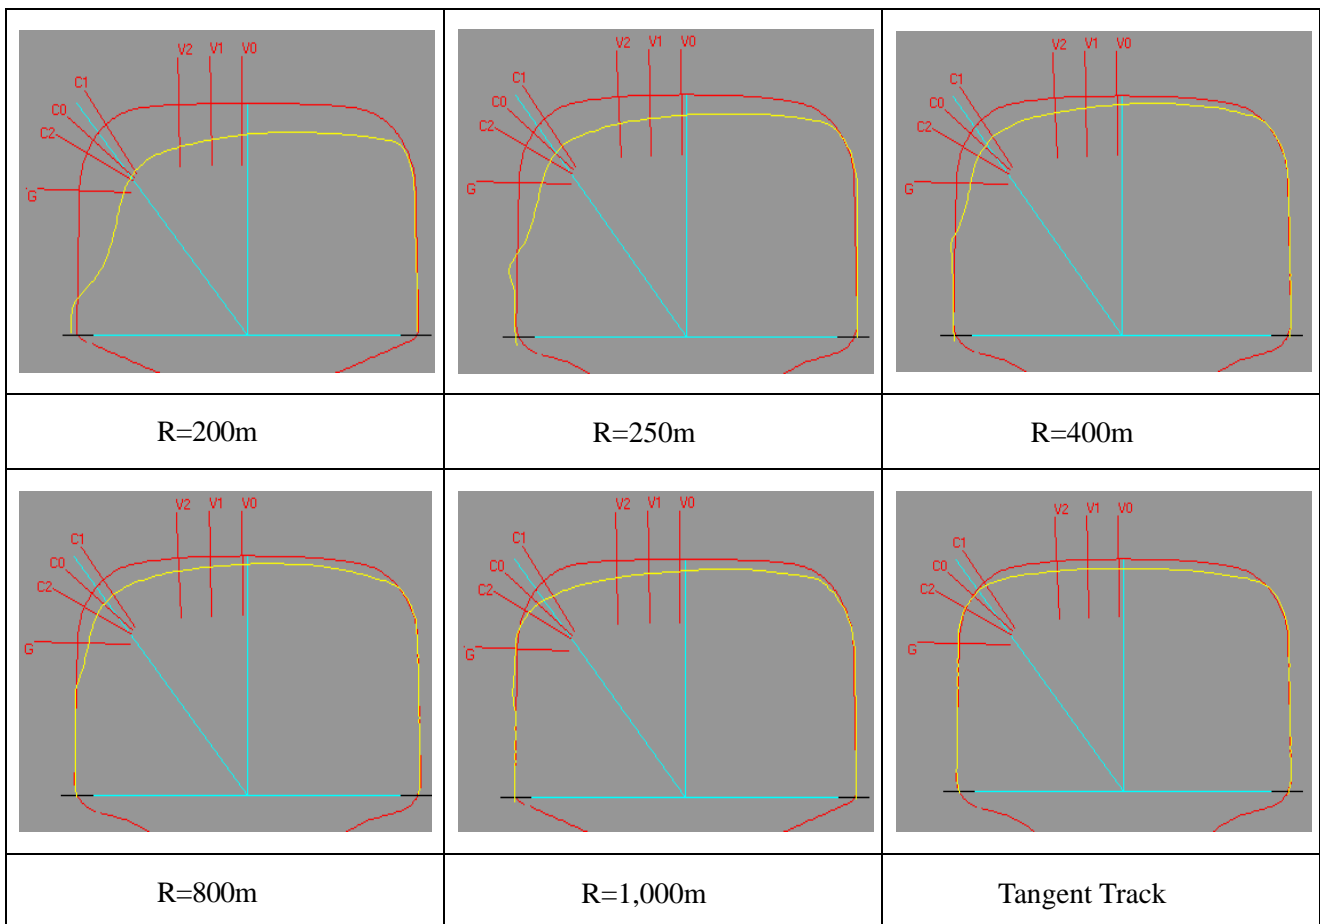 V2 V1 V0
C1
C0
C2
G
V2 V1 V0
C1
C0
C2
G
V2 V1 V0
C1
C0
C2
G
R=200m
R=250m
R=400m
V2 V1 V0
C1
C0
C2
G
V2 V1 V0
C1
C0
C2
G
V2 V1 V0
C1
C0
C2
G
R=800m
R=1,000m
Tangent Track